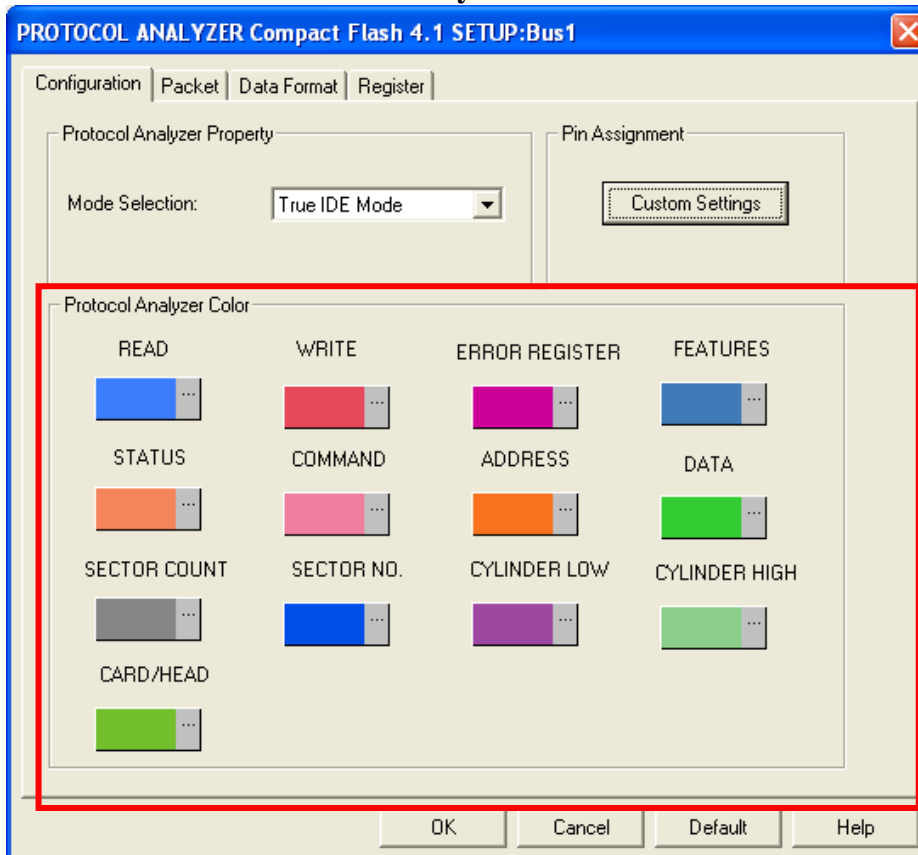 PROTOCOL ANALYZER Compact Flash 4.1 SETUP:Bus1
Configuration Packet Data Format Register
Protocol Analyzer Property Pin Assignment
Mode Selection: True IDE Mode Custom Settings
Protocol Analyzer Color
READ WRITE ERROR REGISTER FEATURES
... ... ... ...
STATUS COMMAND ADDRESS DATA
... ... ... ...
SECTOR COUNT SECTOR NO. CYLINDER LOW CYLINDER HIGH
... ... ... ...
CARD/HEAD
...
OK Cancel Default Help